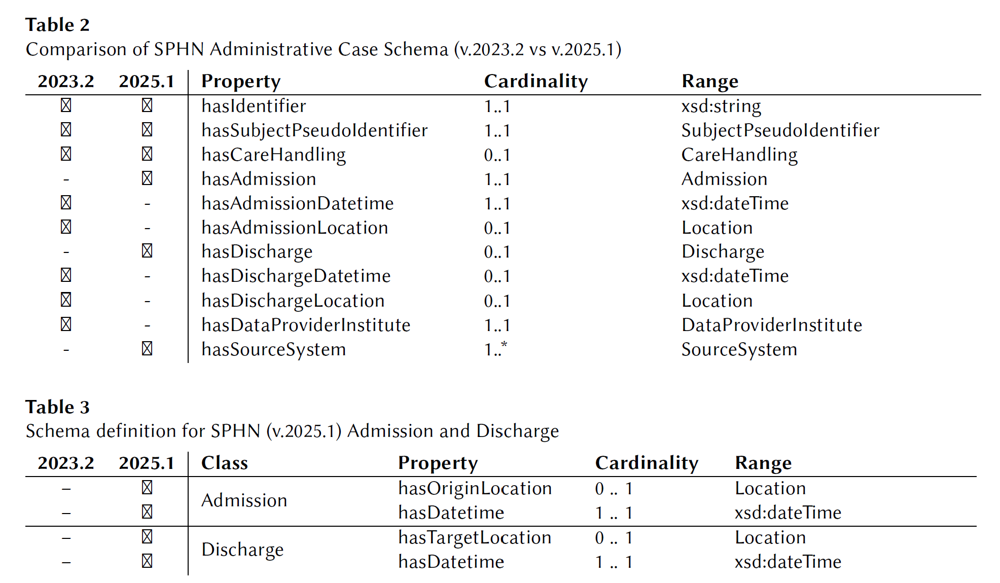 Table 2
Comparison of SPHN Administrative Case Schema (v.2023.2 vs v.2025.1)
2023.2 2025.1 Property Cardinality Range
☒ ☒ hasIdentifier 1..1 xsd:string
☒ ☒ hasSubjectPseudoIdentifier 1..1 SubjectPseudoIdentifier
☒ ☒ hasCareHandling 0..1 CareHandling
- ☒ hasAdmission 1..1 Admission
☒ - hasAdmissionDatetime 1..1 xsd:dateTime
☒ - hasAdmissionLocation 0..1 Location
- ☒ hasDischarge 0..1 Discharge
☒ - hasDischargeDatetime 0..1 xsd:dateTime
☒ - hasDischargeLocation 0..1 Location
☒ - hasDataProviderInstitute 1..1 DataProviderInstitute
- ☒ hasSourceSystem 1..* SourceSystem
Table 3
Schema definition for SPHN (v.2025.1) Admission and Discharge
2023.2 2025.1 Class Property Cardinality Range
– ☒ Admission hasOriginLocation 0 .. 1 Location
– ☒ hasDatetime 1 .. 1 xsd:dateTime
– ☒ Discharge hasTargetLocation 0 .. 1 Location
– ☒ hasDatetime 1 .. 1 xsd:dateTime